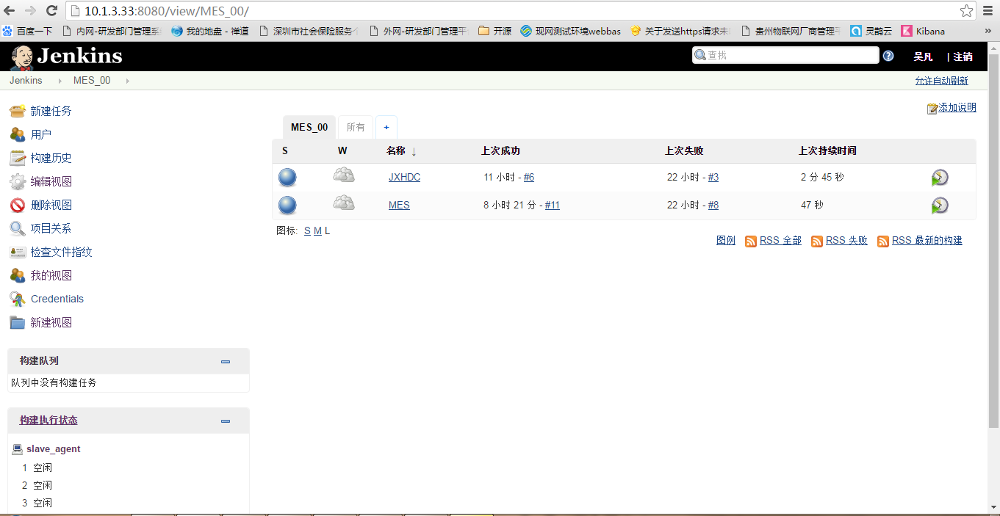 10.1.3.33:8080/view/MES_00/
百度一下 内网-研发部门管理系 我的地盘 - 禅道 深圳市社会保险服务个 外网-研发部门管理平 开源 现网测试环境webbas 关于发送https请求来 贵州物联网厂商管理平 灵鹊云 Kibana »
Jenkins 查找 吴凡 | 注销
Jenkins MES_00 允许自动刷新
添加说明
新建任务
用户
构建历史
编辑视图
删除视图
项目关系
检查文件指纹
我的视图
Credentials
新建视图
构建队列
队列中没有构建任务
构建执行状态
slave_agent
1 空闲
2 空闲
3 空闲
MES_00 所有 +
S W 名称 ↓ 上次成功 上次失败 上次持续时间
JXHDC 11 小时 - #6 22 小时 - #3 2 分 45 秒
MES 8 小时 21 分 - #11 22 小时 - #8 47 秒
图标: S M L
图例 RSS 全部 RSS 失败 RSS 最新的构建